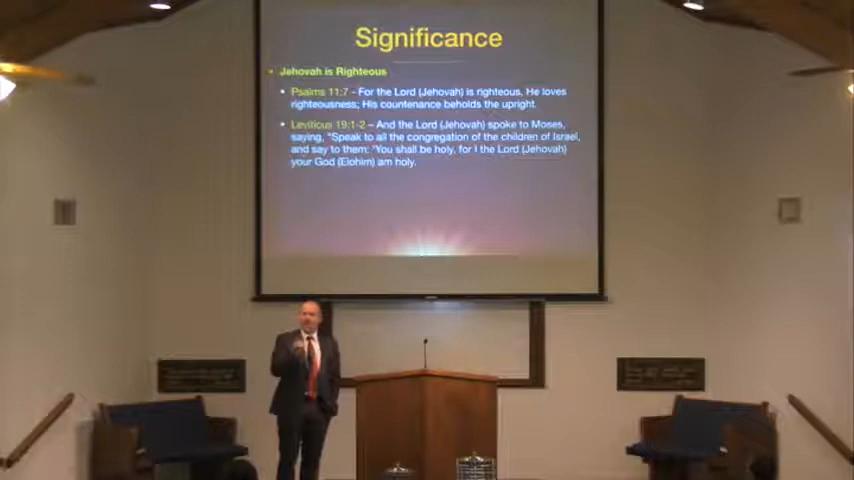 Significance
Jehovah is Righteous
Psalms 11:7 - For the Lord (Jehovah) is righteous, He loves
righteousness; His countenance beholds the upright.
Leviticus 19:1-2 – And the Lord (Jehovah) spoke to Moses,
saying, "Speak to all the congregation of the children of Israel,
and say to them: 'You shall be holy, for I the Lord (Jehovah)
your God (Elohim) am holy.